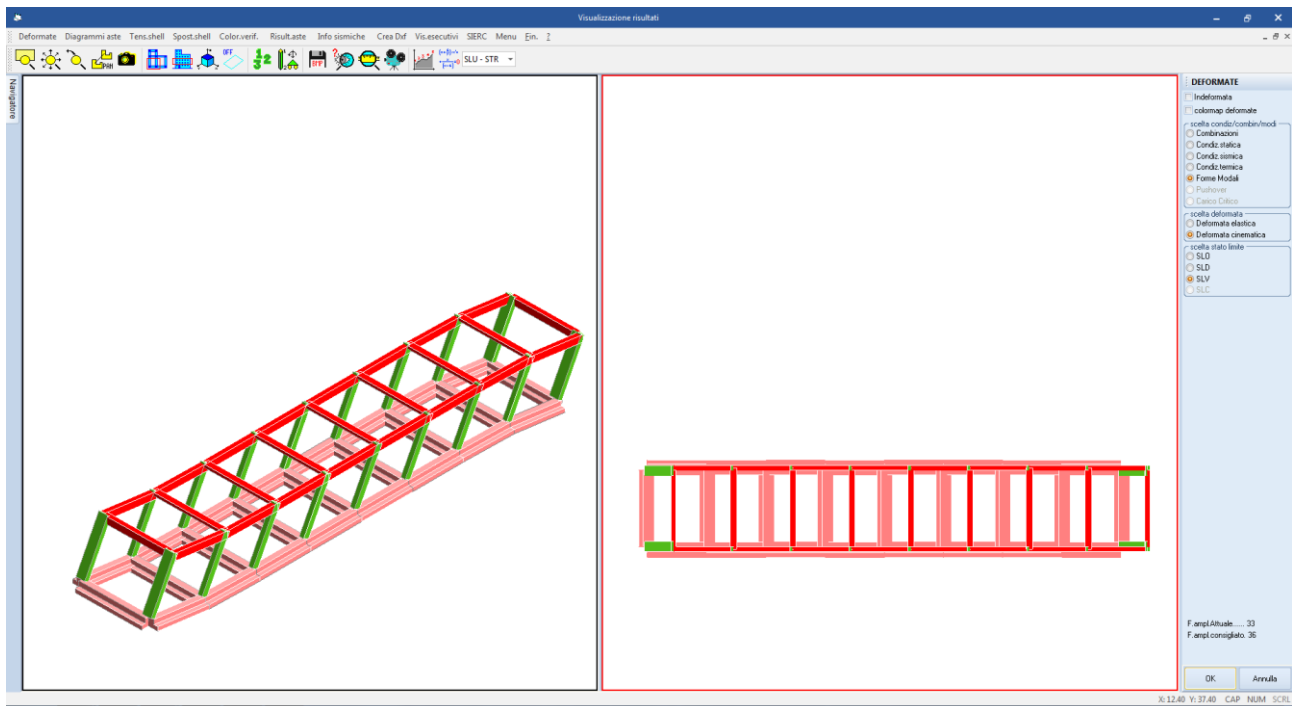 Visualizzazione risultati
Deformate Diagrammi aste Tens.shell Spost.shell Color.verif. Risult.aste Info sismiche Crea Dxf Vis.esecutivi SIERC Menu Fin. ?
PAN OFF SLU - STR
Navigatore
DEFORMATE
Indeformata
colormap deformate
scelta condiz/combin/modi
Combinazioni
Condiz.statica
Condiz.sismica
Condiz.termica
Forme Modali
Pushover
Carico Critico
scelta deformata
Deformata elastica
Deformata cinematica
scelta stato limite
SLO
SLD
SLV
SLC
F.ampl.Attuale...... 33
F.ampl.consigliato. 36
OK Annulla
X: 12.40 Y: 37.40 CAP NUM SCRL